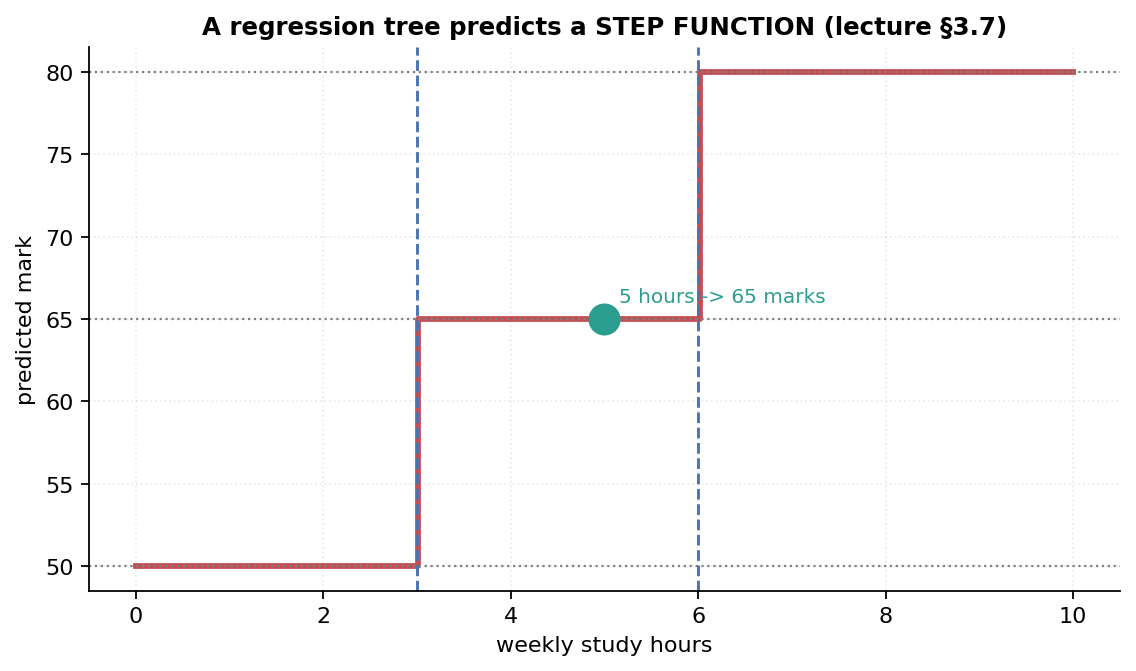 A regression tree predicts a STEP FUNCTION (lecture §3.7)
80
75
70
65
60
55
50
predicted mark
5 hours -> 65 marks
0 2 4 6 8 10
weekly study hours